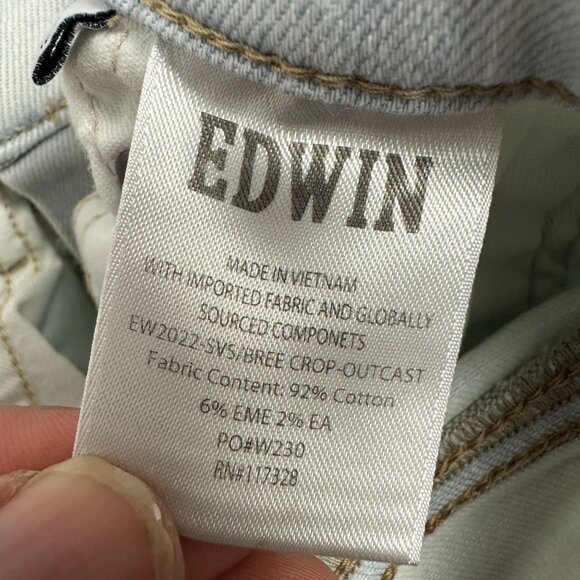 EDWIN
MADE IN VIETNAM
WITH IMPORTED FABRIC AND GLOBALLY
SOURCED COMPONETS
EW2022-SVS/BREE CROP-OUTCAST
Fabric Content: 92% Cotton
6% EME 2% EA
PO#W230
RN#117328